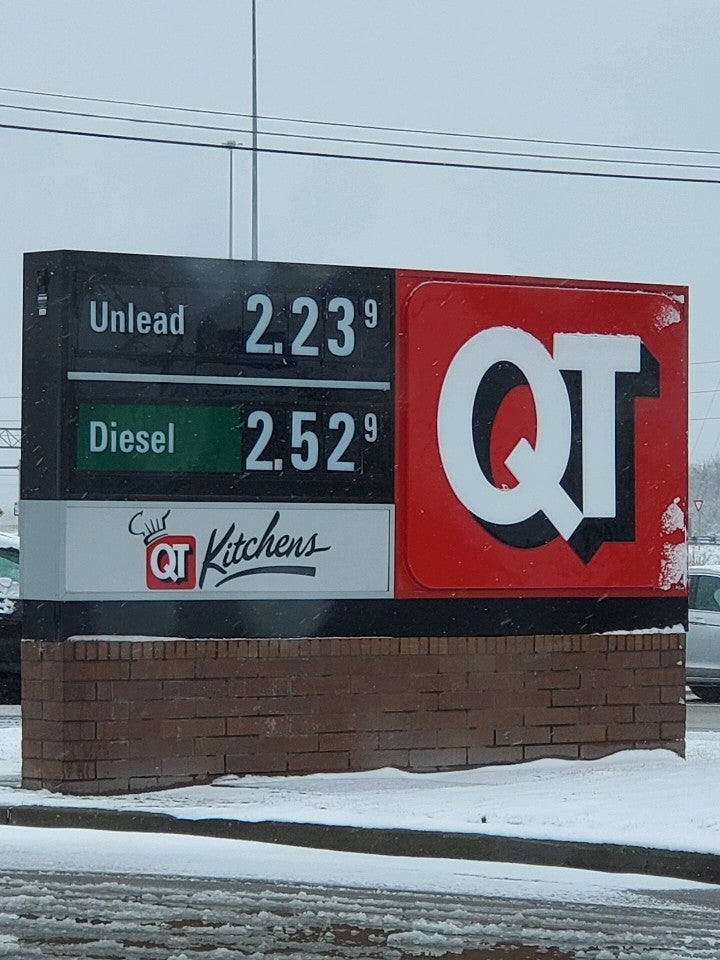 Unlead 2.23 9
Diesel 2.52 9
QT Kitchens
QT